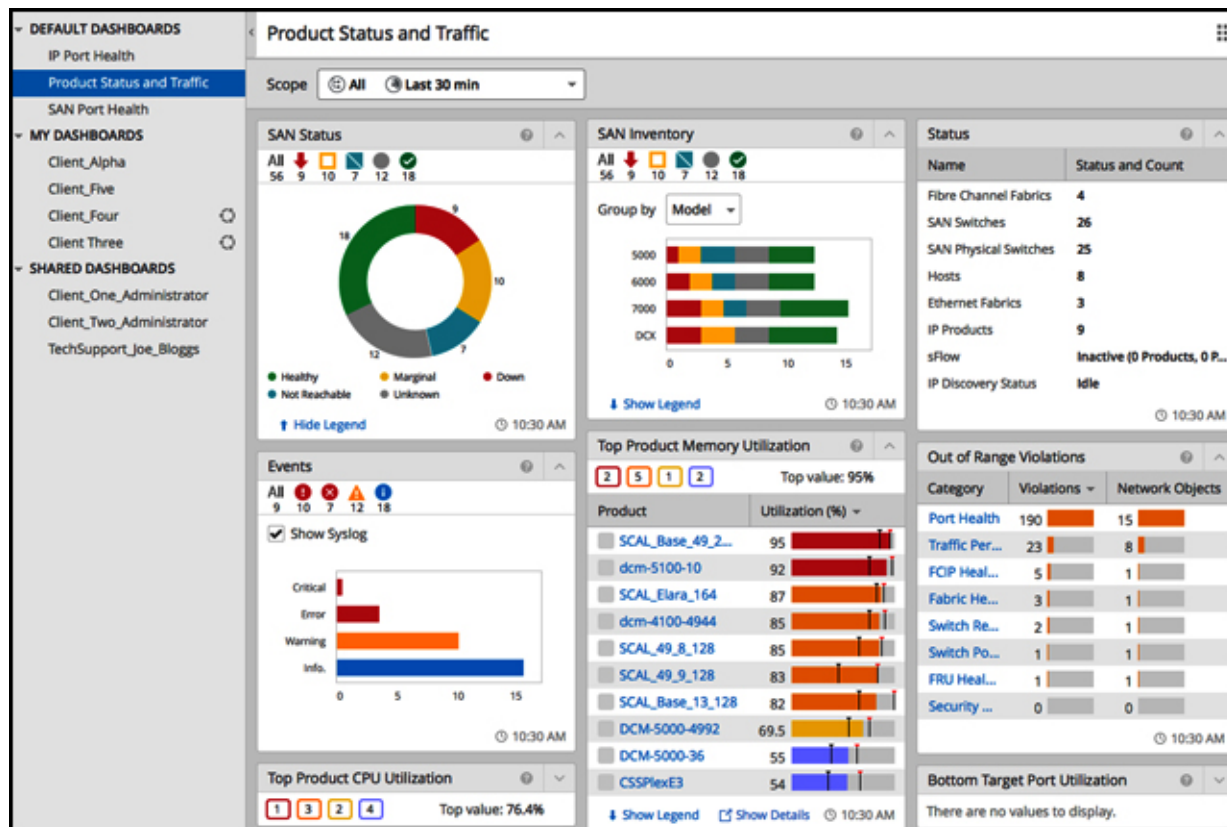 DEFAULT DASHBOARDS
IP Port Health
Product Status and Traffic
SAN Port Health
MY DASHBOARDS
Client_Alpha
Client_Five
Client_Four
Client Three
SHARED DASHBOARDS
Client_One_Administrator
Client_Two_Administrator
TechSupport_Joe_Bloggs
Product Status and Traffic
Scope All Last 30 min
SAN Status
All
56 9 10 7 12 18
9
18
10
12
7
Healthy Marginal Down
Not Reachable Unknown
Hide Legend 10:30 AM
Events
All
9 10 7 12 18
Show Syslog
Critical
Error
Warning
Info.
0 5 10 15
10:30 AM
Top Product CPU Utilization
1 3 2 4 Top value: 76.4%
SAN Inventory
All
56 9 10 7 12 18
Group by Model
5000
6000
7000
DCX
0 5 10 15
Show Legend 10:30 AM
Top Product Memory Utilization
2 5 1 2 Top value: 95%
Product Utilization (%)
SCAL_Base_49_2... 95
dcm-5100-10 92
SCAL_Elara_164 87
dcm-4100-4944 85
SCAL_49_8_128 85
SCAL_49_9_128 83
SCAL_Base_13_128 82
DCM-5000-4992 69.5
DCM-5000-36 55
CSSPlexE3 54
Show Legend Show Details 10:30 AM
Status
Name Status and Count
Fibre Channel Fabrics 4
SAN Switches 26
SAN Physical Switches 25
Hosts 8
Ethernet Fabrics 3
IP Products 9
sFlow Inactive (0 Products, 0 P...
IP Discovery Status Idle
10:30 AM
Out of Range Violations
Category Violations Network Objects
Port Health 190 15
Traffic Per... 23 8
FCIP Heal... 5 1
Fabric He... 3 1
Switch Re... 2 1
Switch Po... 1 1
FRU Heal... 1 1
Security ... 0 0
10:30 AM
Bottom Target Port Utilization
There are no values to display.